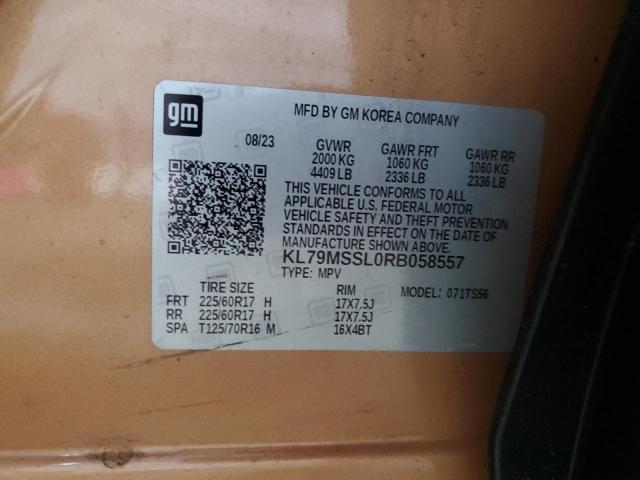 gm
MFD BY GM KOREA COMPANY
08/23 GVWR GAWR FRT GAWR RR
2000 KG 1060 KG 1060 KG
4409 LB 2336 LB 2336 LB
THIS VEHICLE CONFORMS TO ALL
APPLICABLE U.S. FEDERAL MOTOR
VEHICLE SAFETY AND THEFT PREVENTION
STANDARDS IN EFFECT ON THE DATE OF
MANUFACTURE SHOWN ABOVE.
KL79MSSL0RB058557
TYPE: MPV
TIRE SIZE RIM MODEL: 071TS56
FRT 225/60R17 H 17X7.5J
RR 225/60R17 H 17X7.5J
SPA T125/70R16 M 16X4BT